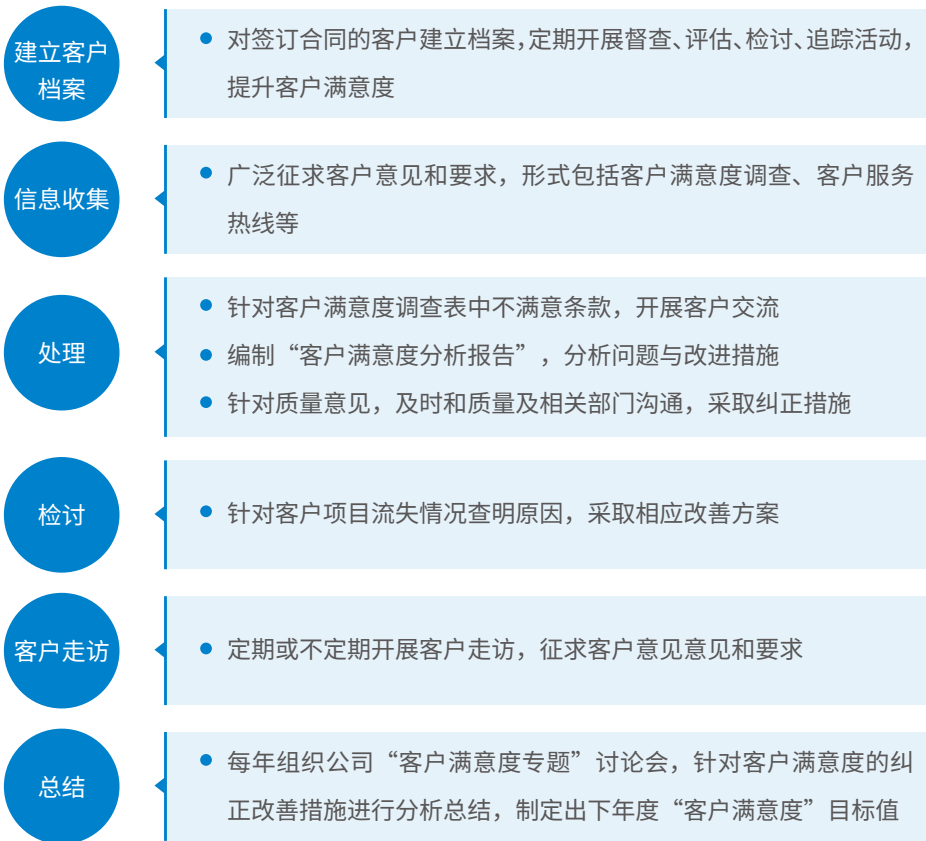 建立客户
档案
对签订合同的客户建立档案，定期开展督查、评估、检讨、追踪活动，
提升客户满意度
信息收集
广泛征求客户意见和要求，形式包括客户满意度调查、客户服务
热线等
处理
针对客户满意度调查表中不满意条款，开展客户交流
编制“客户满意度分析报告”，分析问题与改进措施
针对质量意见，及时和质量及相关部门沟通，采取纠正措施
检讨
针对客户项目流失情况查明原因，采取相应改善方案
客户走访
定期或不定期开展客户走访，征求客户意见意见和要求
总结
每年组织公司“客户满意度专题”讨论会，针对客户满意度的纠
正改善措施进行分析总结，制定出下年度“客户满意度”目标值